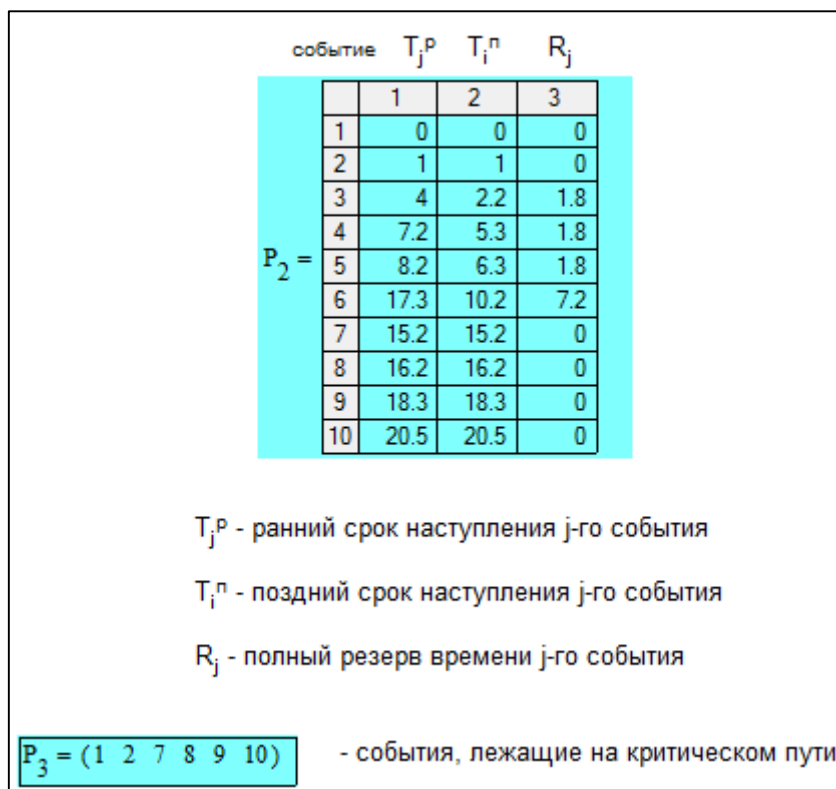 событие Tjᵖ Tiⁿ Rj
1 2 3
1 0 0 0
2 1 1 0
3 4 2.2 1.8
4 7.2 5.3 1.8
P2 = 5 8.2 6.3 1.8
6 17.3 10.2 7.2
7 15.2 15.2 0
8 16.2 16.2 0
9 18.3 18.3 0
10 20.5 20.5 0
Tjᵖ - ранний срок наступления j-го события
Tiⁿ - поздний срок наступления j-го события
Rj - полный резерв времени j-го события
P3 = (1 2 7 8 9 10) - события, лежащие на критическом пути